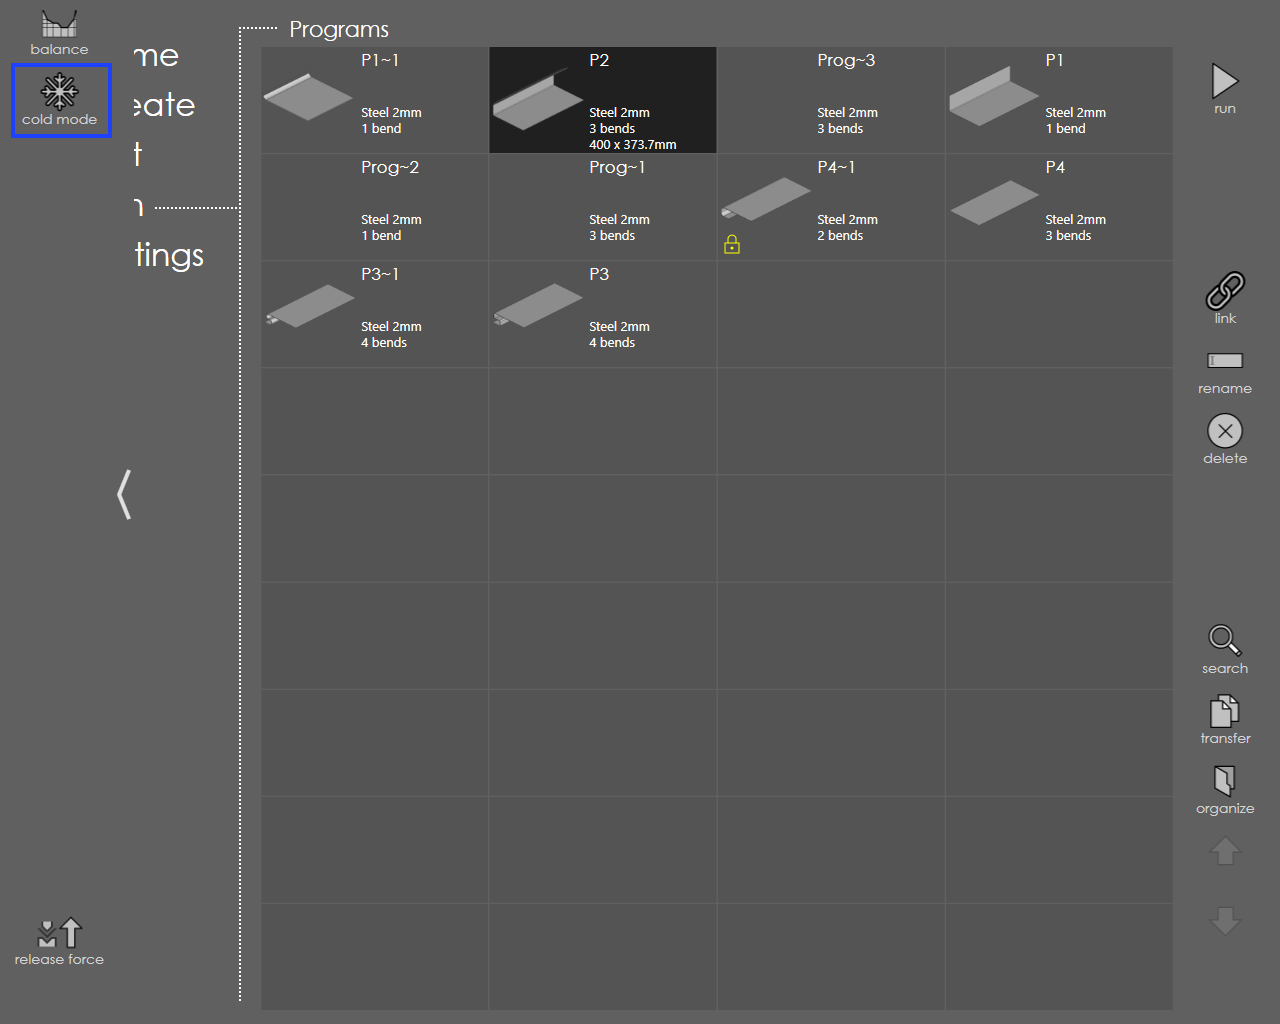 balance
cold mode
me
eate
t
n
tings
Programs
P1~1
Steel 2mm
1 bend
P2
Steel 2mm
3 bends
400 x 373.7mm
Prog~3
Steel 2mm
3 bends
P1
Steel 2mm
1 bend
Prog~2
Steel 2mm
1 bend
Prog~1
Steel 2mm
3 bends
P4~1
Steel 2mm
2 bends
P4
Steel 2mm
3 bends
P3~1
Steel 2mm
4 bends
P3
Steel 2mm
4 bends
run
link
rename
delete
search
transfer
organize
release force